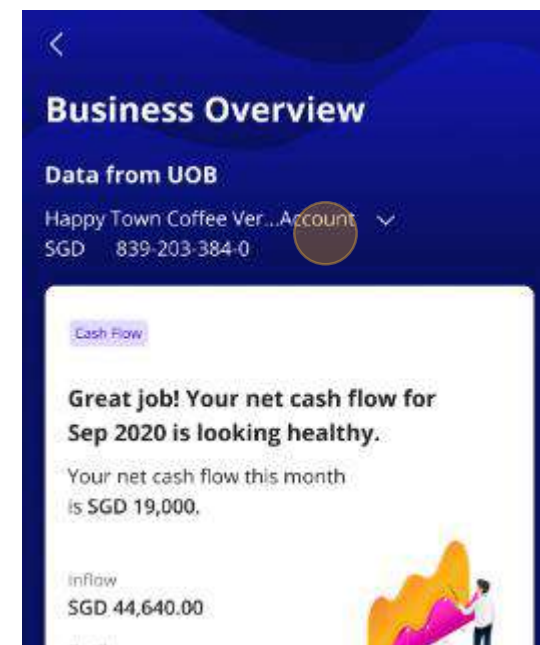 Business Overview
Data from UOB
Happy Town Coffee Ver...Account
SGD 839-203-384-0
Cash Flow
Great job! Your net cash flow for
Sep 2020 is looking healthy.
Your net cash flow this month
is SGD 19,000.
Inflow
SGD 44,640.00